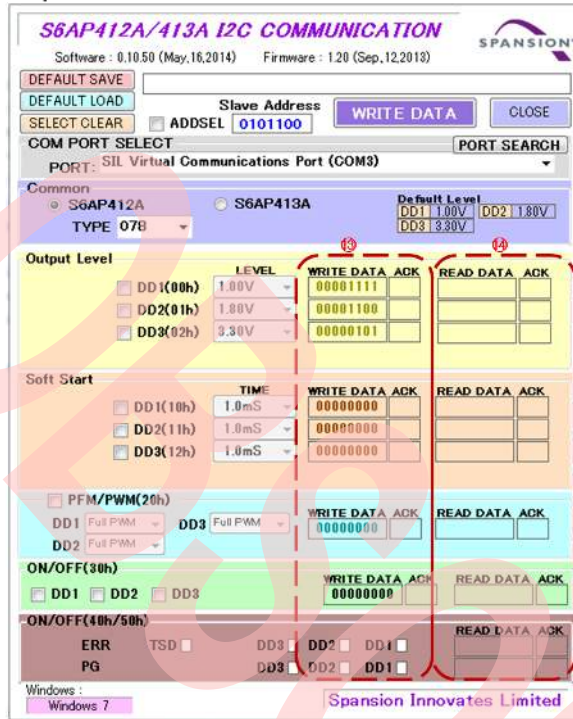 S6AP412A/413A I2C COMMUNICATION
SPANSION
Software : 0.10.50 (May.16.2014) Firmware : 1.20 (Sep.12.2013)
DEFAULT SAVE
DEFAULT LOAD
SELECT CLEAR
Slave Address
ADDSEL 0101100
WRITE DATA
CLOSE
COM PORT SELECT
PORT SEARCH
PORT: SIL Virtual Communications Port (COM3)
Common
S6AP412A S6AP413A
Default Level
DD1 1.00V DD2 1.80V
DD3 3.30V
TYPE 078
⑬ ⑭
Output Level
LEVEL WRITE DATA ACK READ DATA ACK
DD1(00h) 1.00V 00001111
DD2(01h) 1.80V 00001100
DD3(02h) 3.30V 00000101
Soft Start
TIME WRITE DATA ACK READ DATA ACK
DD1(10h) 1.0mS 00000000
DD2(11h) 1.0mS 00000000
DD3(12h) 1.0mS 00000000
PFM/PWM(20h)
WRITE DATA ACK READ DATA ACK
DD1 Full PWM DD3 Full PWM 00000000
DD2 Full PWM
ON/OFF(30h)
WRITE DATA ACK READ DATA ACK
DD1 DD2 DD3 00000000
ON/OFF(40h/50h)
READ DATA ACK
ERR TSD DD3 DD2 DD1
PG DD3 DD2 DD1
Windows :
Windows 7
Spansion Innovates Limited